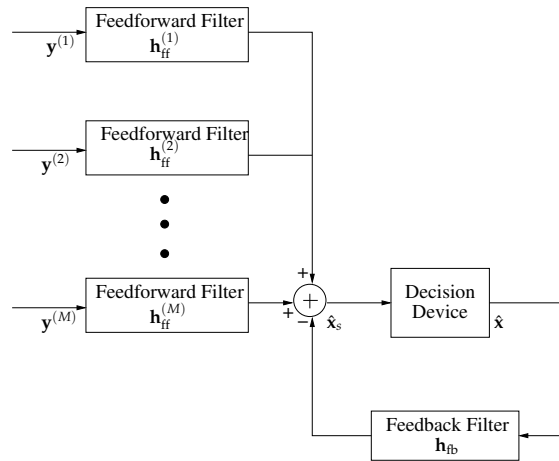 Feedforward Filter
h_ff^(1)
y^(1)
Feedforward Filter
h_ff^(2)
y^(2)
Feedforward Filter
h_ff^(M)
y^(M)
+
+
+
−
x̂_s
Decision
Device
x̂
Feedback Filter
h_fb